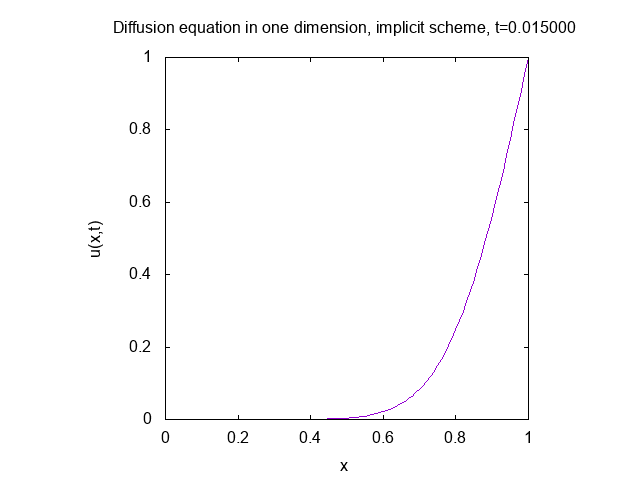 Diffusion equation in one dimension, implicit scheme, t=0.015000
1
0.8
0.6
0.4
0.2
0
u(x,t)
0 0.2 0.4 0.6 0.8 1
x